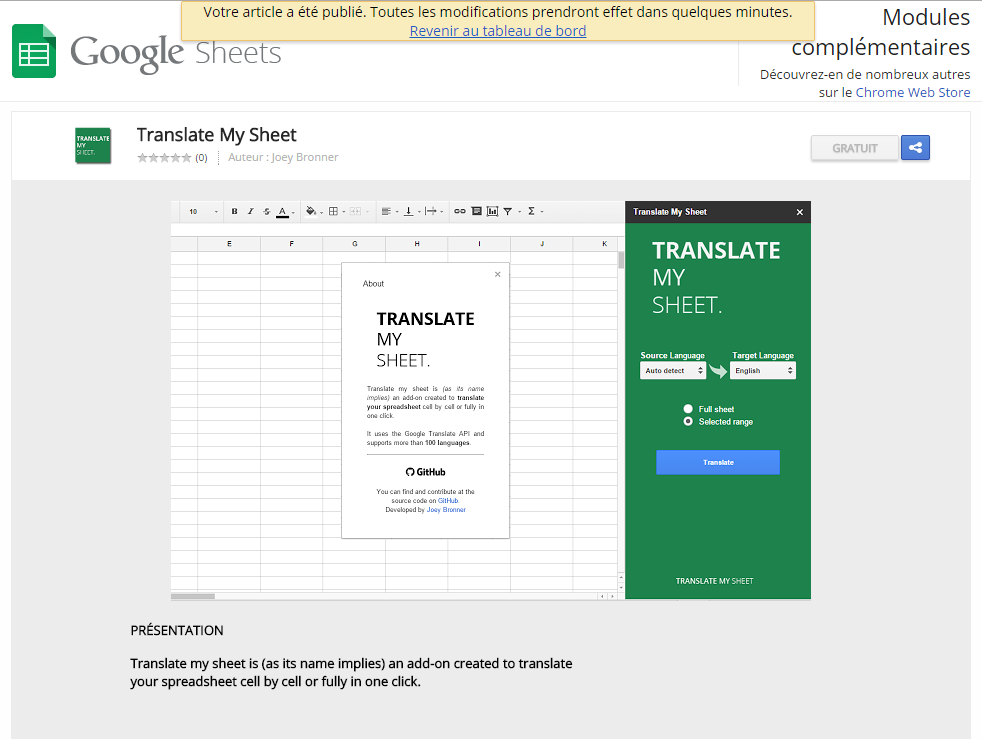 Votre article a été publié. Toutes les modifications prendront effet dans quelques minutes.
Revenir au tableau de bord
Google Sheets
Modules
complémentaires
Découvrez-en de nombreux autres
sur le Chrome Web Store
TRANSLATE
MY
SHEET.
Translate My Sheet
(0)
Auteur : Joey Bronner
GRATUIT
10 B I S A Σ
E F G H I J K
About
TRANSLATE
MY
SHEET.
Translate my sheet is (as its name
implies) an add-on created to translate
your spreadsheet cell by cell or fully in
one click.
It uses the Google Translate API and
supports more than 100 languages.
GitHub
You can find and contribute at the
source code on GitHub
Developed by Joey Bronner
Translate My Sheet
TRANSLATE
MY
SHEET.
Source Language Target Language
Auto detect English
Full sheet
Selected range
Translate
TRANSLATE MY SHEET
PRÉSENTATION
Translate my sheet is (as its name implies) an add-on created to translate
your spreadsheet cell by cell or fully in one click.